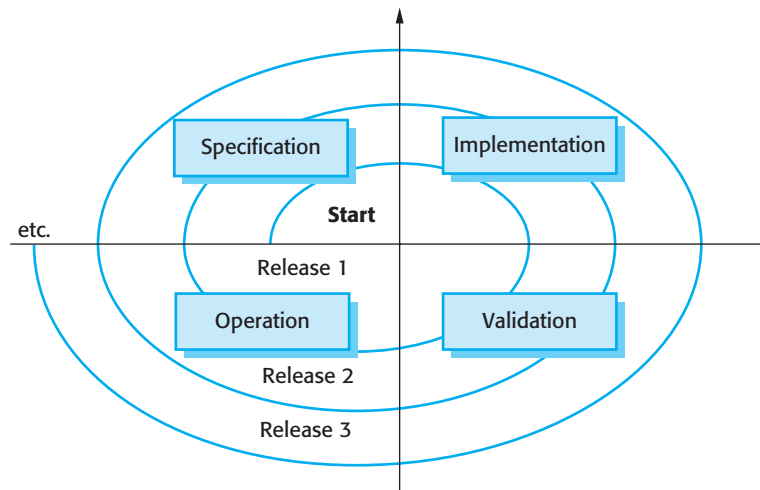 Specification
Implementation
Start
etc.
Release 1
Operation
Validation
Release 2
Release 3